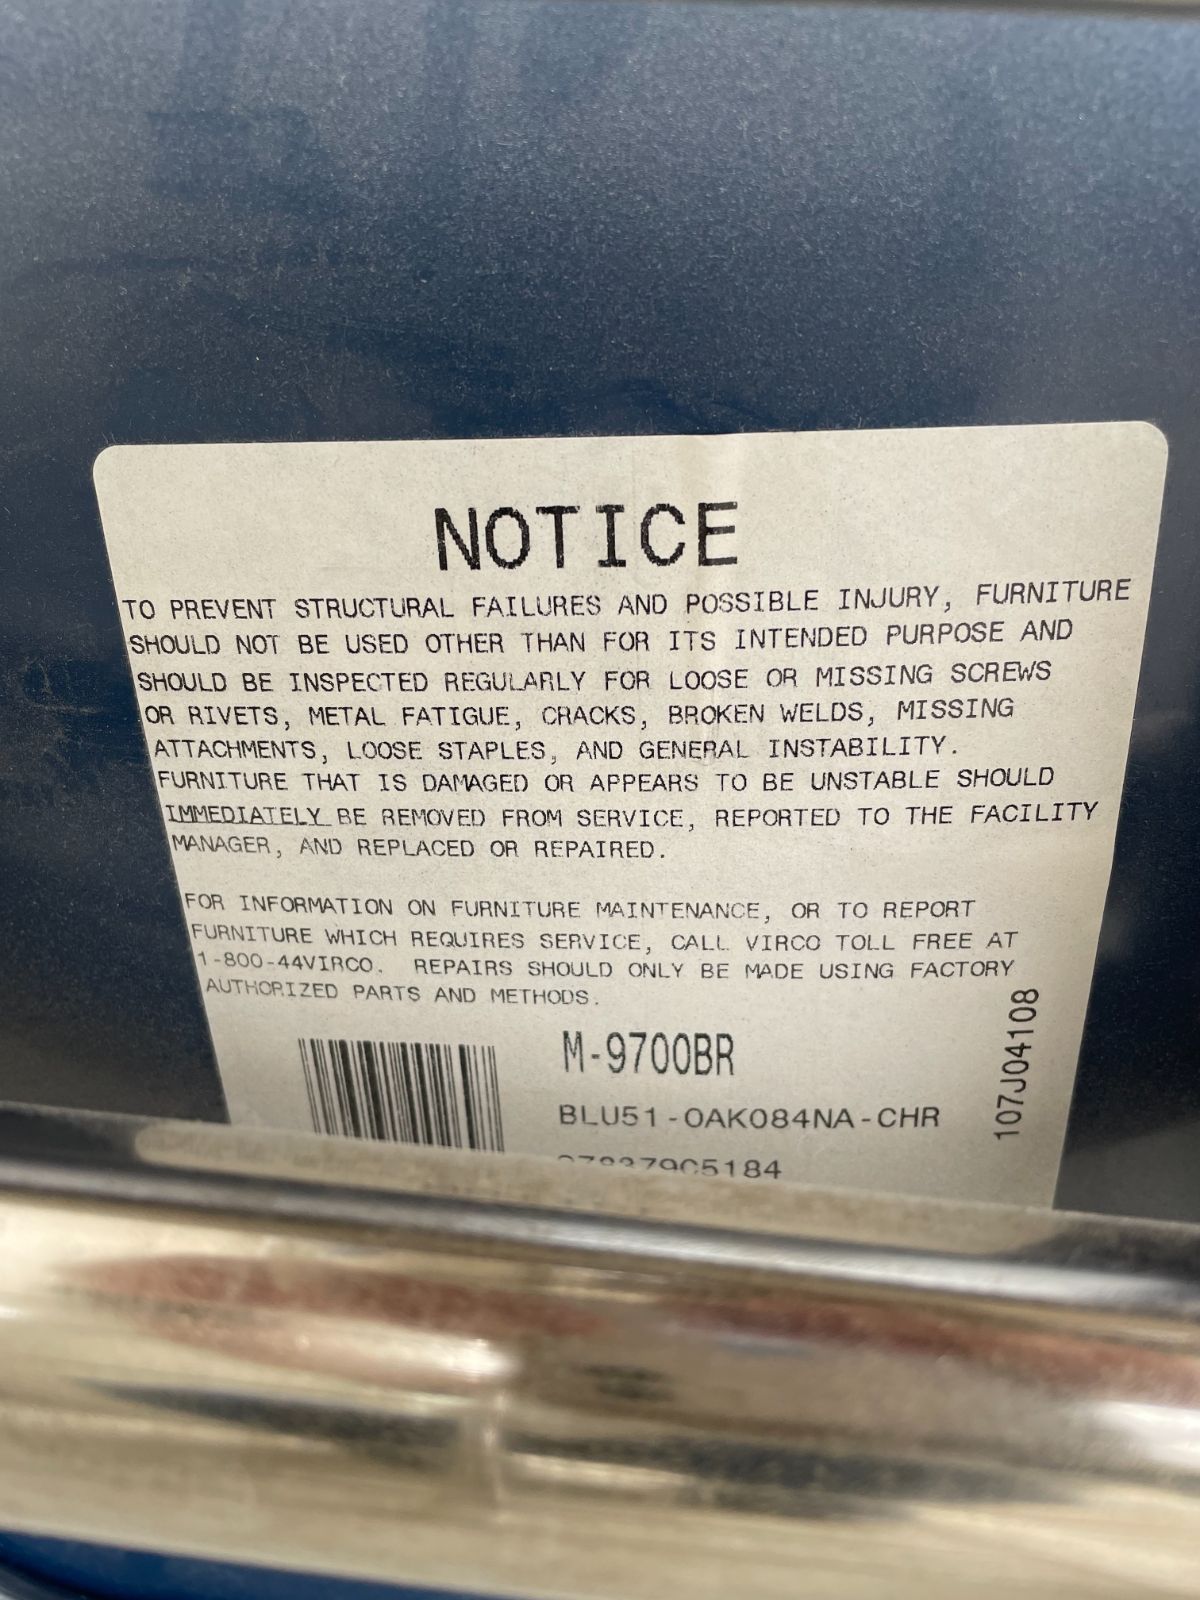 NOTICE
TO PREVENT STRUCTURAL FAILURES AND POSSIBLE INJURY, FURNITURE
SHOULD NOT BE USED OTHER THAN FOR ITS INTENDED PURPOSE AND
SHOULD BE INSPECTED REGULARLY FOR LOOSE OR MISSING SCREWS
OR RIVETS, METAL FATIGUE, CRACKS, BROKEN WELDS, MISSING
ATTACHMENTS, LOOSE STAPLES, AND GENERAL INSTABILITY.
FURNITURE THAT IS DAMAGED OR APPEARS TO BE UNSTABLE SHOULD
IMMEDIATELY BE REMOVED FROM SERVICE, REPORTED TO THE FACILITY
MANAGER, AND REPLACED OR REPAIRED.
FOR INFORMATION ON FURNITURE MAINTENANCE, OR TO REPORT
FURNITURE WHICH REQUIRES SERVICE, CALL VIRCO TOLL FREE AT
1-800-44VIRCO. REPAIRS SHOULD ONLY BE MADE USING FACTORY
AUTHORIZED PARTS AND METHODS.
M-9700BR
BLU51-OAK084NA-CHR
107J04108